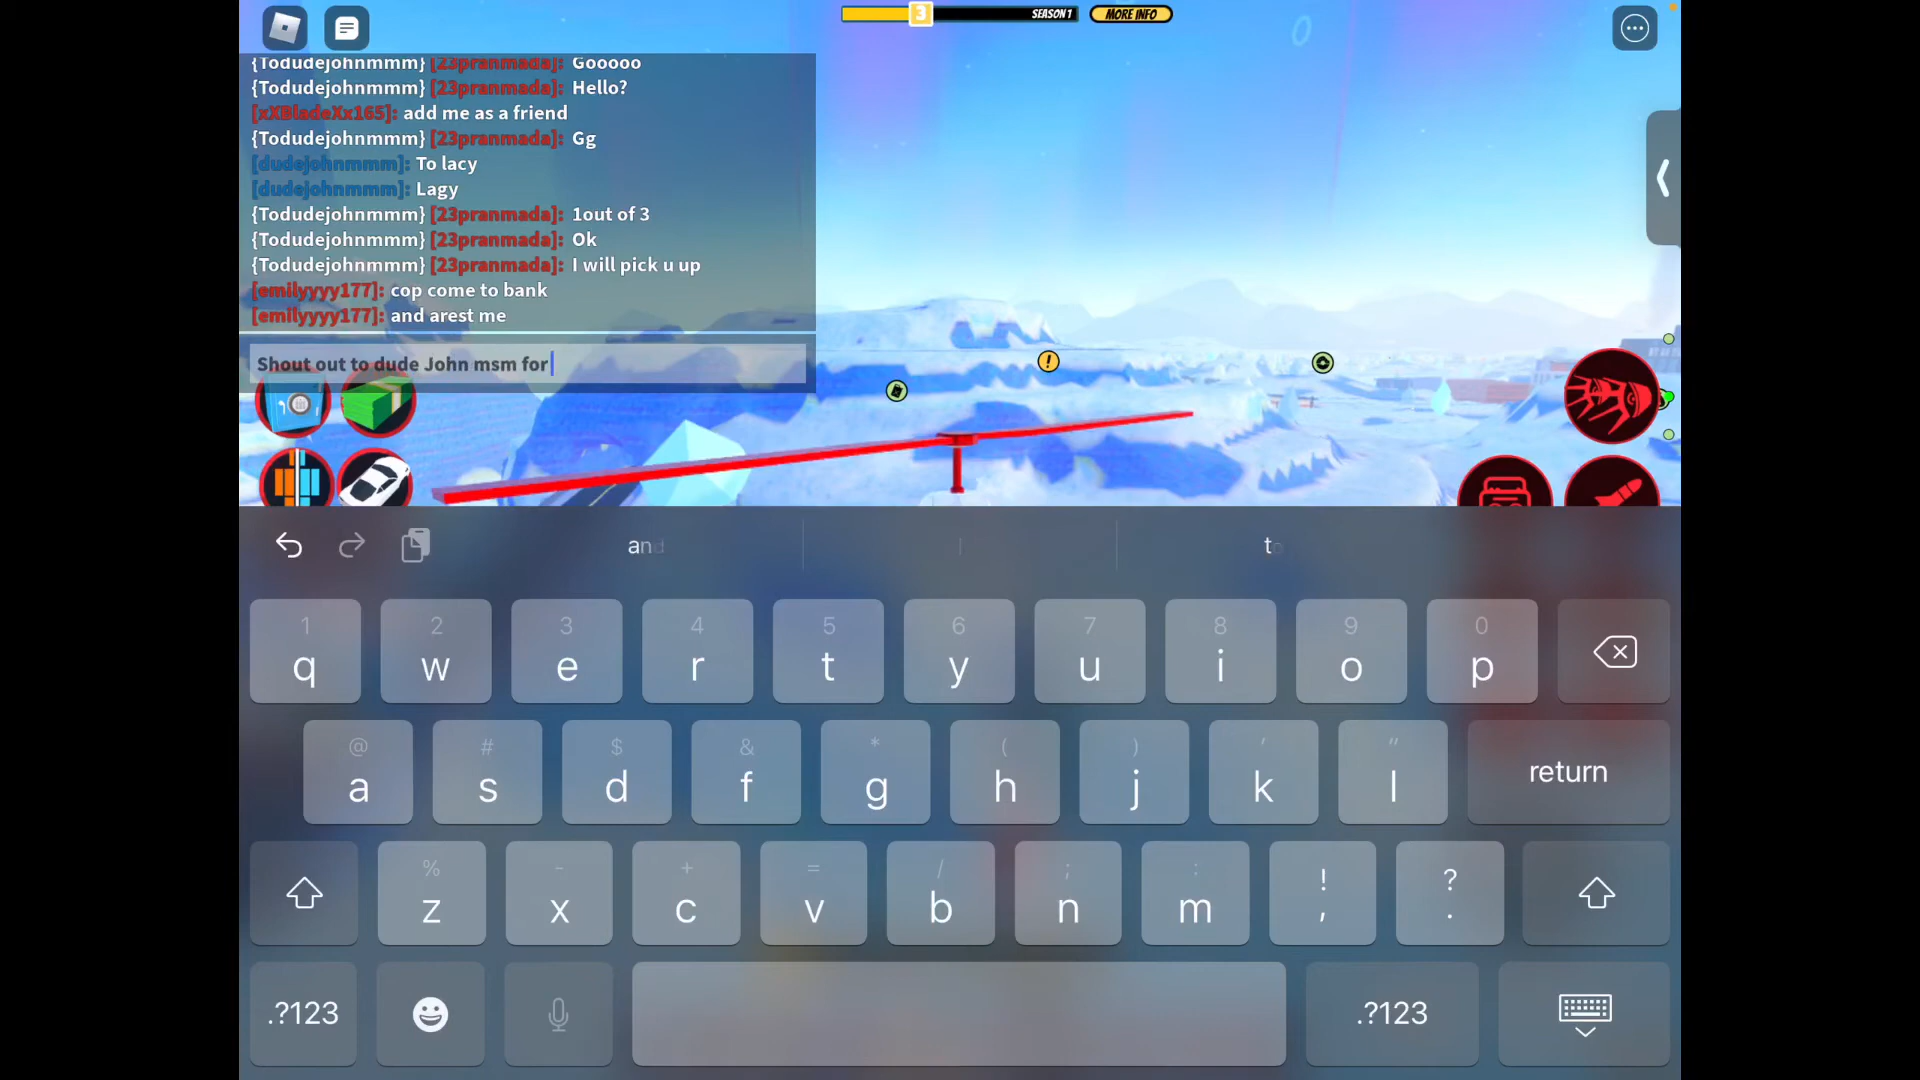 3 SEASON 1 MORE INFO
{Todudejohnmmm} [23pranmada]: Gooooo
{Todudejohnmmm} [23pranmada]: Hello?
[xXBladeXx165]: add me as a friend
{Todudejohnmmm} [23pranmada]: Gg
[dudejohnmmm]: To lacy
[dudejohnmmm]: Lagy
{Todudejohnmmm} [23pranmada]: 1out of 3
{Todudejohnmmm} [23pranmada]: Ok
{Todudejohnmmm} [23pranmada]: I will pick u up
[emilyyyy177]: cop come to bank
[emilyyyy177]: and arest me
Shout out to dude John msm for
!
and I to
1 2 3 4 5 6 7 8 9 0
q w e r t y u i o p
@ # $ & * ( ) ' "
a s d f g h j k l return
% - + = / ; : ! ?
z x c v b n m , .
.?123 .?123